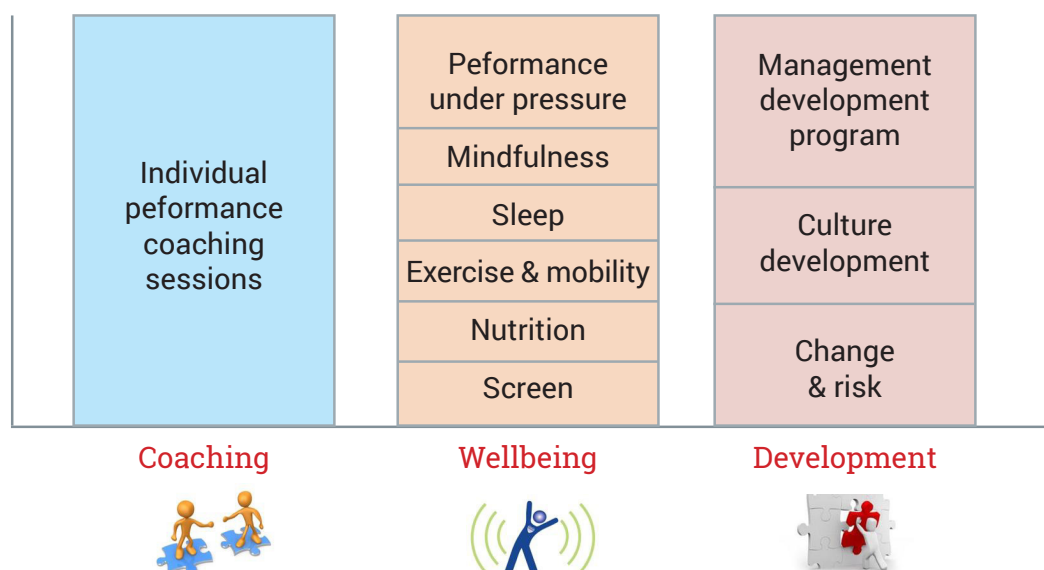 Individual
peformance
coaching
sessions
Peformance
under pressure
Mindfulness
Sleep
Exercise & mobility
Nutrition
Screen
Management
development
program
Culture
development
Change
& risk
Coaching
Wellbeing
Development